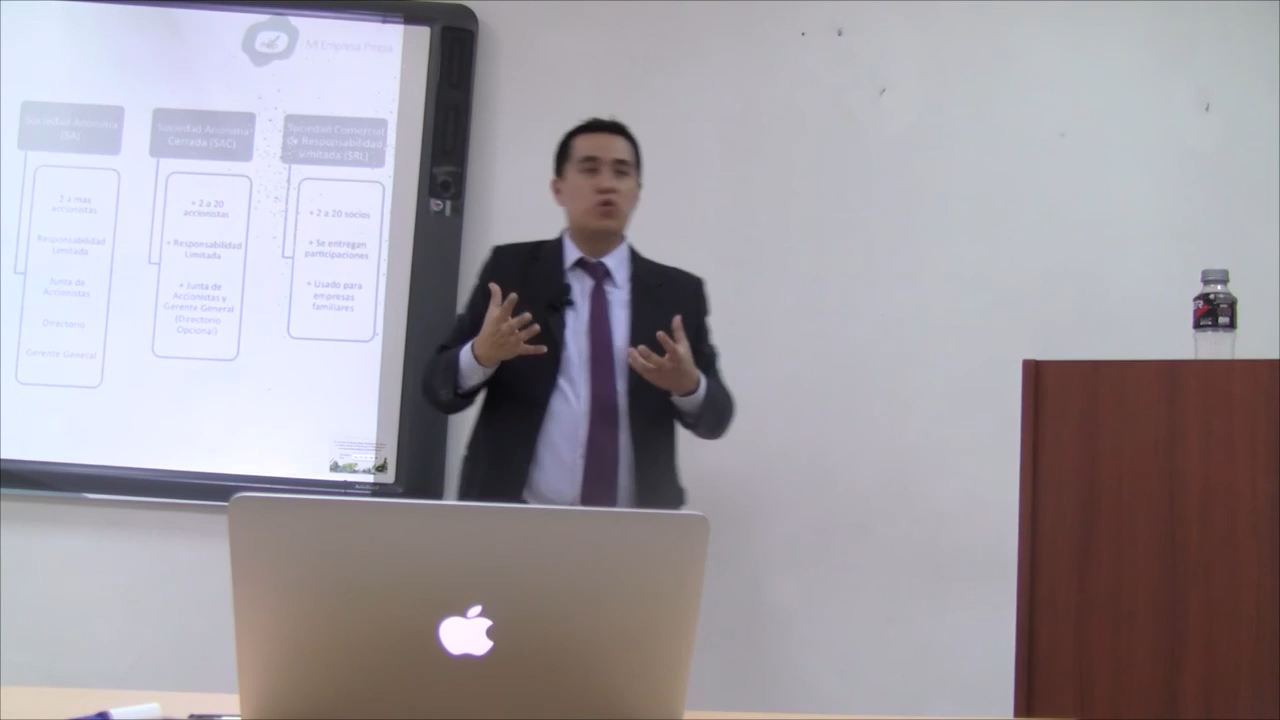 - Mi Empresa Propia
Sociedad Anónima
(SA)
1 a mas
accionistas
Responsabilidad
Limitada
Junta de
Accionistas
Directorio
Gerente General
Sociedad Anónima
Cerrada (SAC)
+ 2 a 20
accionistas
+ Responsabilidad
Limitada
+ Junta de
Accionistas y
Gerente General
(Directorio
Opcional)
Sociedad Comercial
de Responsabilidad
Limitada (SRL)
+ 2 a 20 socios
+ Se entregan
participaciones
+ Usado para
empresas
familiares